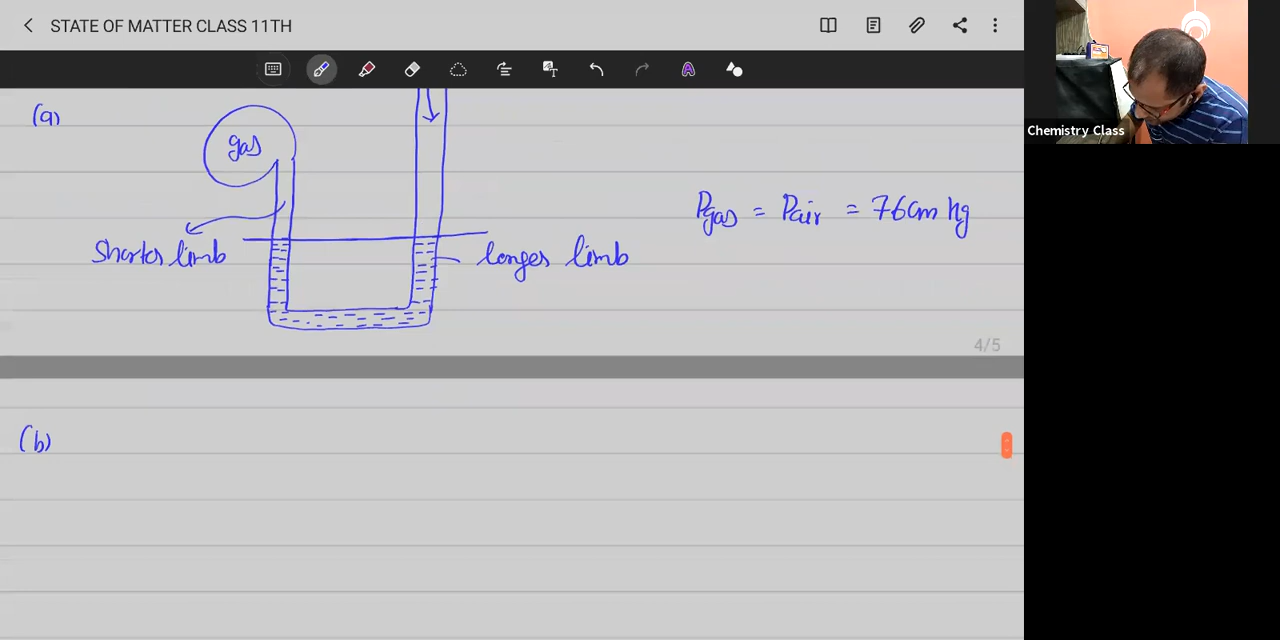 STATE OF MATTER CLASS 11TH
Chemistry Class
(a)
gas
Pgas = Pair = 76cm hg
Shorter limb
longer limb
4/5
(b)